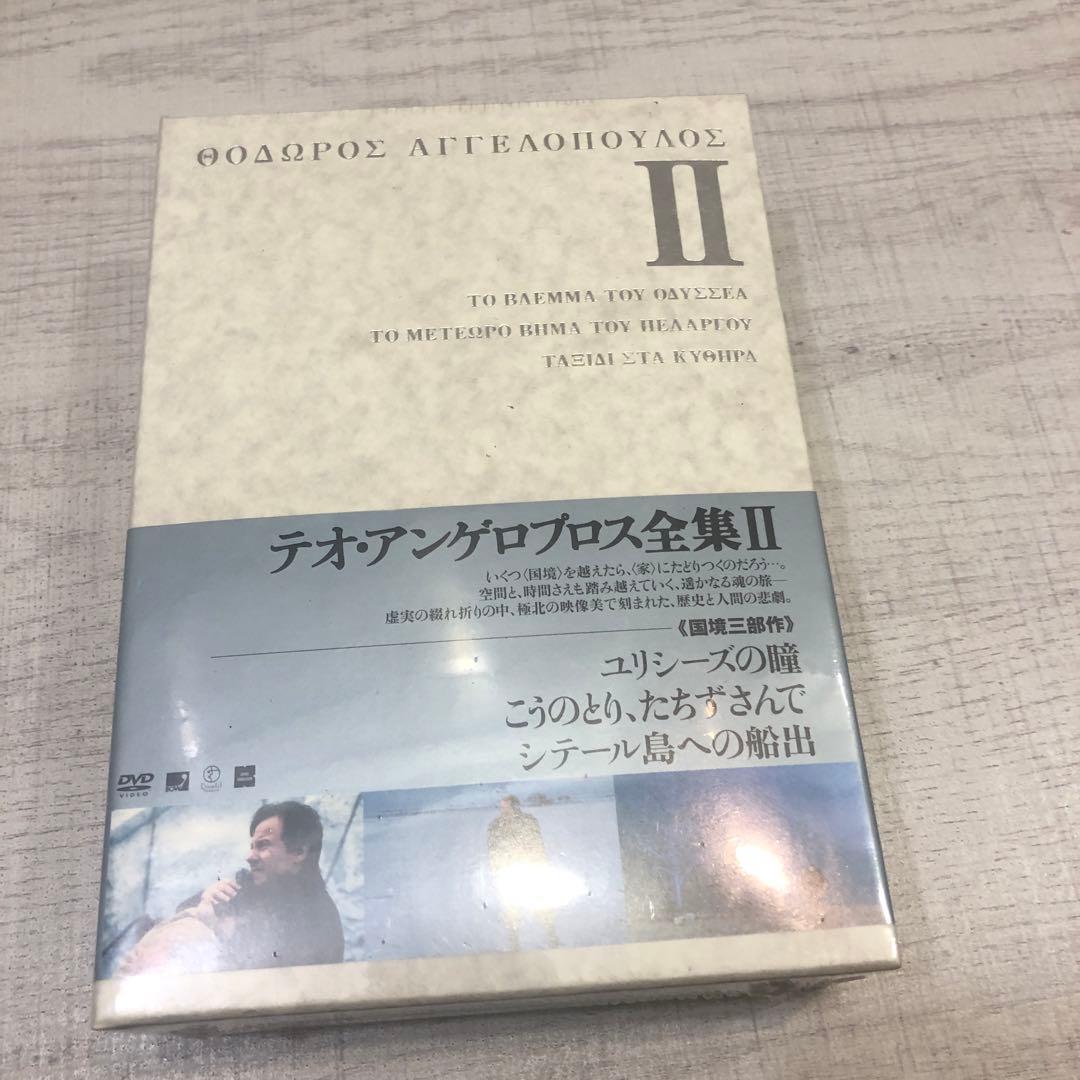 ΘΟΔΩΡΟΣ ΑΓΓΕΛΟΠΟΥΛΟΣ
II
ΤΟ ΒΛΕΜΜΑ ΤΟΥ ΟΔΥΣΣΕΑ
ΤΟ ΜΕΤΕΩΡΟ ΒΗΜΑ ΤΟΥ ΠΕΛΑΡΓΟΥ
ΤΑΞΙΔΙ ΣΤΑ ΚΥΘΗΡΑ
テオ・アンゲロプロス全集II
いくつ〈国境〉を越えたら、〈家〉にたどりつくのだろう…。
空間と、時間さえも踏み越えていく、遥かなる魂の旅―
虚実の綴れ折りの中、極北の映像美で刻まれた、歴史と人間の悲劇。
《国境三部作》
ユリシーズの瞳
こうのとり、たちずさんで
シテール島への船出
DVD
VIDEO